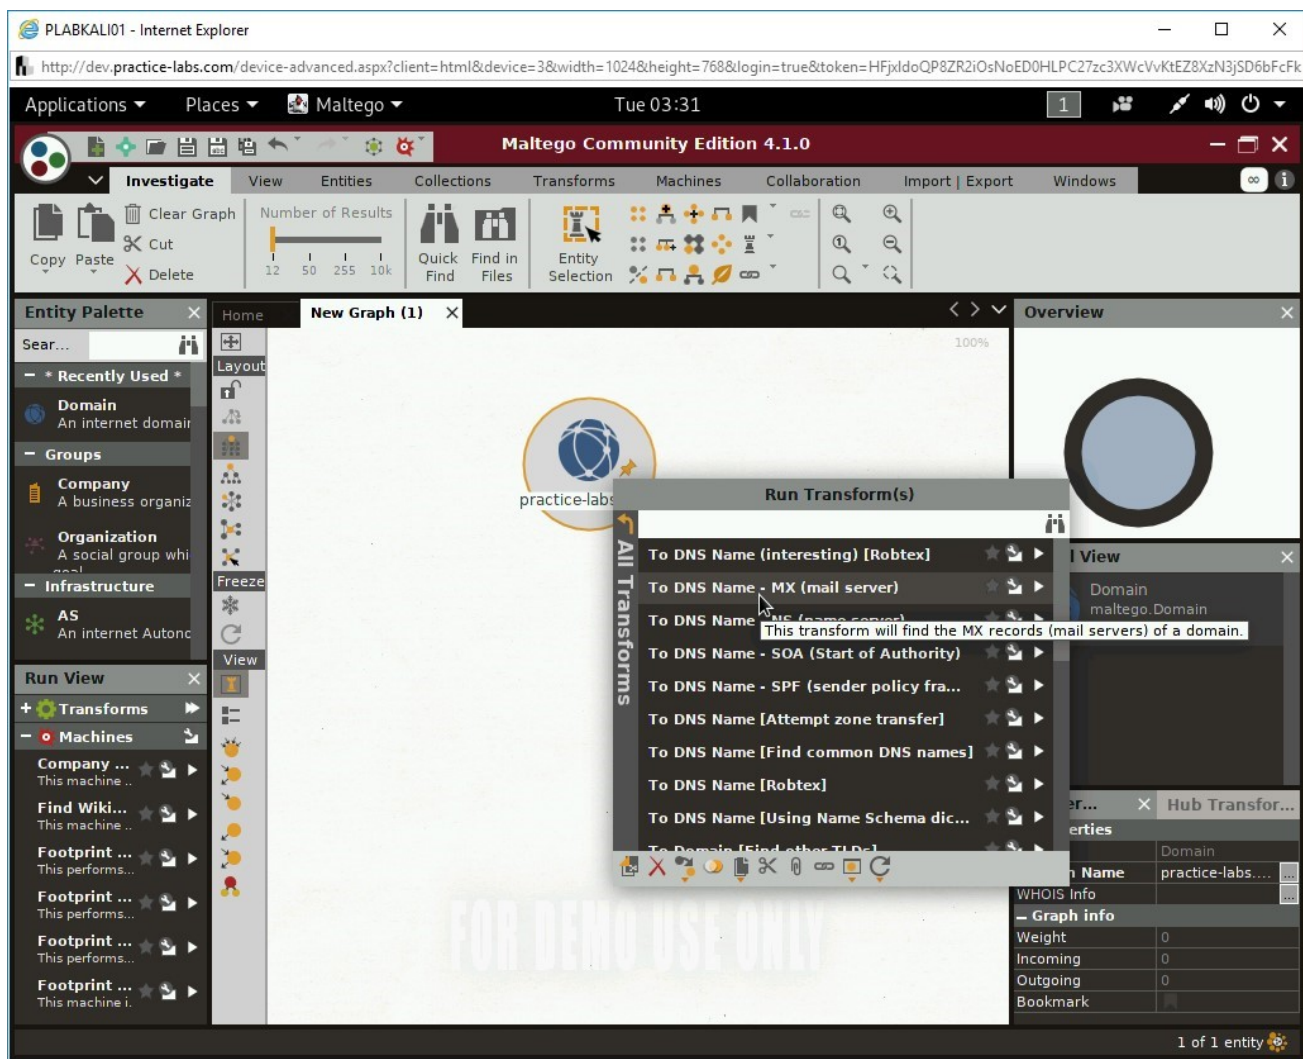 PLABKALI01 - Internet Explorer
http://dev.practice-labs.com/device-advanced.aspx?client=html&device=3&width=1024&height=768&login=true&token=HFjxIdoQP8ZR2iOsNoED0HLPC27zc3XWcVvKtEZ8XzN3jSD6bFcFk
Applications Places Maltego Tue 03:31 1
Maltego Community Edition 4.1.0
Investigate View Entities Collections Transforms Machines Collaboration Import | Export Windows
Copy Paste
Clear Graph
Cut
Delete
Number of Results
12 50 255 10k
Quick Find
Find in Files
Entity Selection
Entity Palette
Sear...
* Recently Used *
Domain
An internet domair
Groups
Company
A business organiz
Organization
A social group whi
Infrastructure
AS
An internet Autonc
Run View
Transforms
Machines
Company ...
This machine ..
Find Wiki...
This machine ..
Footprint ...
This performs...
Footprint ...
This performs...
Footprint ...
This performs...
Footprint ...
This machine i.
Home New Graph (1)
Layout
Freeze
View
100%
practice-labs
FOR DEMO USE ONLY
Run Transform(s)
All Transforms
To DNS Name (interesting) [Robtex]
To DNS Name - MX (mail server)
To DNS Name - NS (name server)
This transform will find the MX records (mail servers) of a domain.
To DNS Name - SOA (Start of Authority)
To DNS Name - SPF (sender policy fra...
To DNS Name [Attempt zone transfer]
To DNS Name [Find common DNS names]
To DNS Name [Robtex]
To DNS Name [Using Name Schema dic...
To Domain [Find other TLDs]
Overview
l View
Domain
maltego.Domain
er... Hub Transfor...
erties
Domain
n Name practice-labs....
WHOIS Info
Graph info
Weight 0
Incoming 0
Outgoing 0
Bookmark
1 of 1 entity